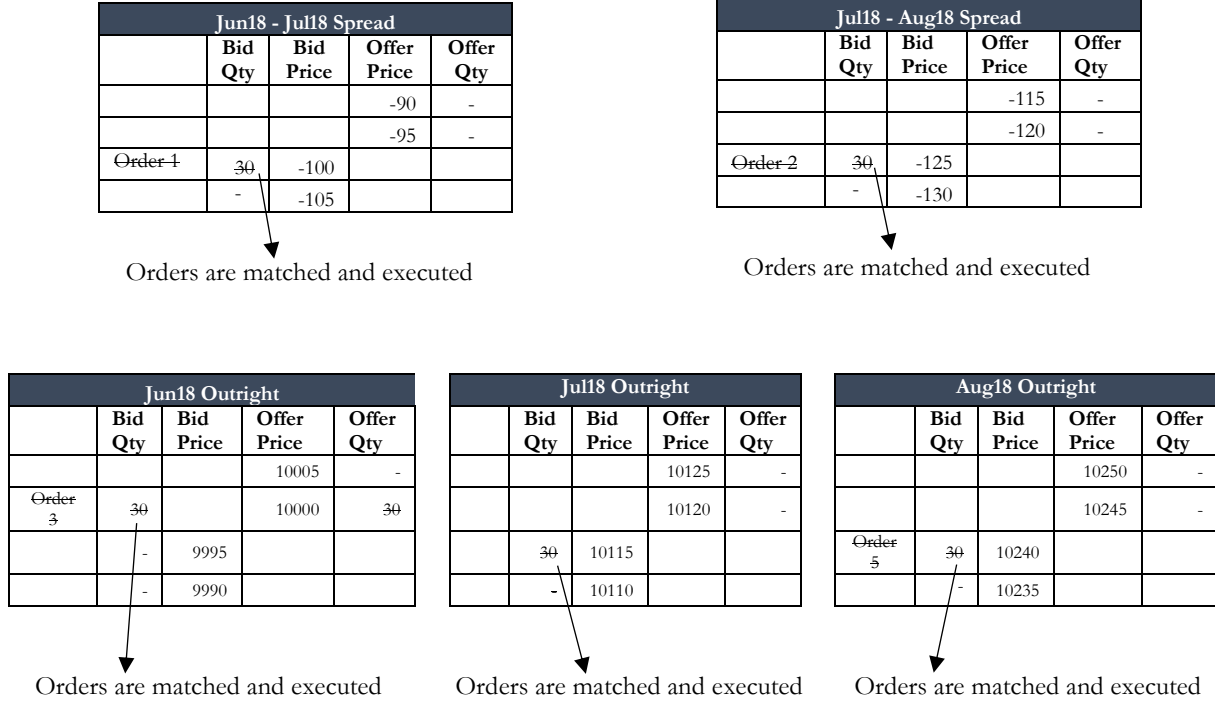 Jun18 - Jul18 Spread
Bid Qty Bid Price Offer Price Offer Qty
-90 -
-95 -
Order 1 30 -100
- -105
Orders are matched and executed
Jul18 - Aug18 Spread
Bid Qty Bid Price Offer Price Offer Qty
-115 -
-120 -
Order 2 30 -125
- -130
Orders are matched and executed
Jun18 Outright
Bid Qty Bid Price Offer Price Offer Qty
10005 -
Order 3 30 10000 30
- 9995
- 9990
Orders are matched and executed
Jul18 Outright
Bid Qty Bid Price Offer Price Offer Qty
10125 -
10120 -
30 10115
- 10110
Orders are matched and executed
Aug18 Outright
Bid Qty Bid Price Offer Price Offer Qty
10250 -
10245 -
Order 5 30 10240
- 10235
Orders are matched and executed